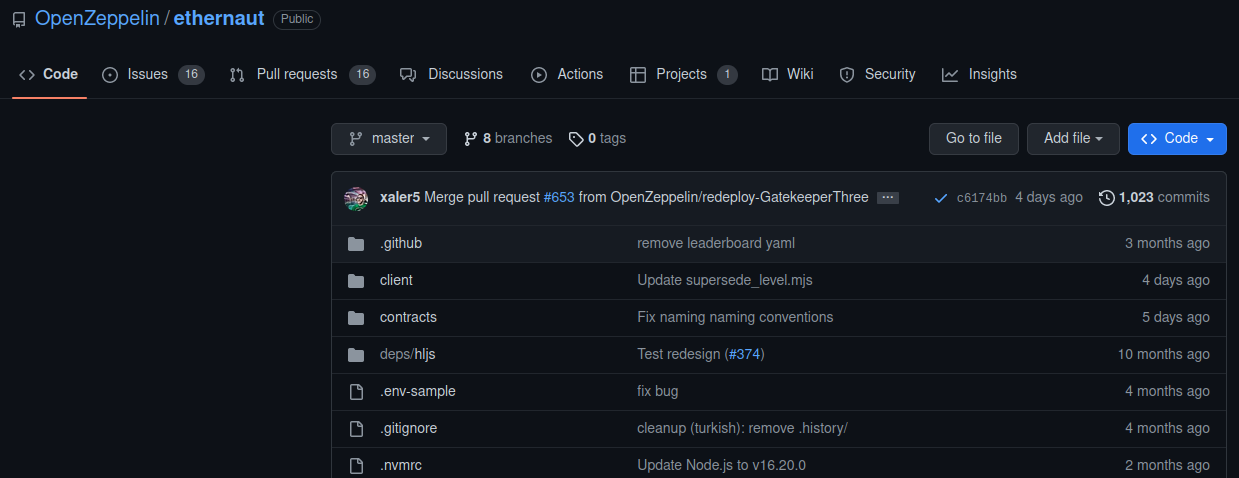 OpenZeppelin / ethernaut Public
Code Issues 16 Pull requests 16 Discussions Actions Projects 1 Wiki Security Insights
master 8 branches 0 tags Go to file Add file Code
xaler5 Merge pull request #653 from OpenZeppelin/redeploy-GatekeeperThree ... c6174bb 4 days ago 1,023 commits
.github remove leaderboard yaml 3 months ago
client Update supersede_level.mjs 4 days ago
contracts Fix naming naming conventions 5 days ago
deps/hljs Test redesign (#374) 10 months ago
.env-sample fix bug 4 months ago
.gitignore cleanup (turkish): remove .history/ 4 months ago
.nvmrc Update Node.js to v16.20.0 2 months ago